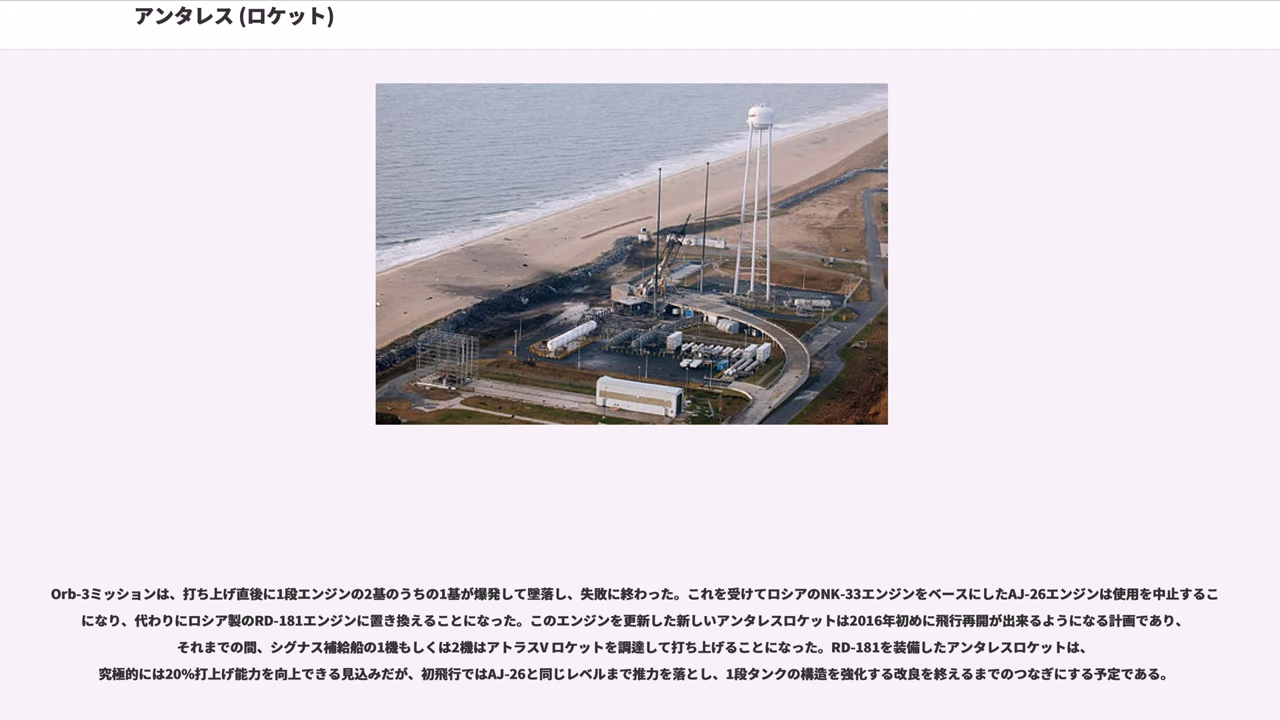 アンタレス (ロケット)
Orb-3ミッションは、打ち上げ直後に1段エンジンの2基のうちの1基が爆発して墜落し、失敗に終わった。これを受けてロシアのNK-33エンジンをベースにしたAJ-26エンジンは使用を中止するこ
になり、代わりにロシア製のRD-181エンジンに置き換えることになった。このエンジンを更新した新しいアンタレスロケットは2016年初めに飛行再開が出来るようになる計画であり、
それまでの間、シグナス補給船の1機もしくは2機はアトラスV ロケットを調達して打ち上げることになった。RD-181を装備したアンタレスロケットは、
究極的には20%打上げ能力を向上できる見込みだが、初飛行ではAJ-26と同じレベルまで推力を落とし、1段タンクの構造を強化する改良を終えるまでのつなぎにする予定である。